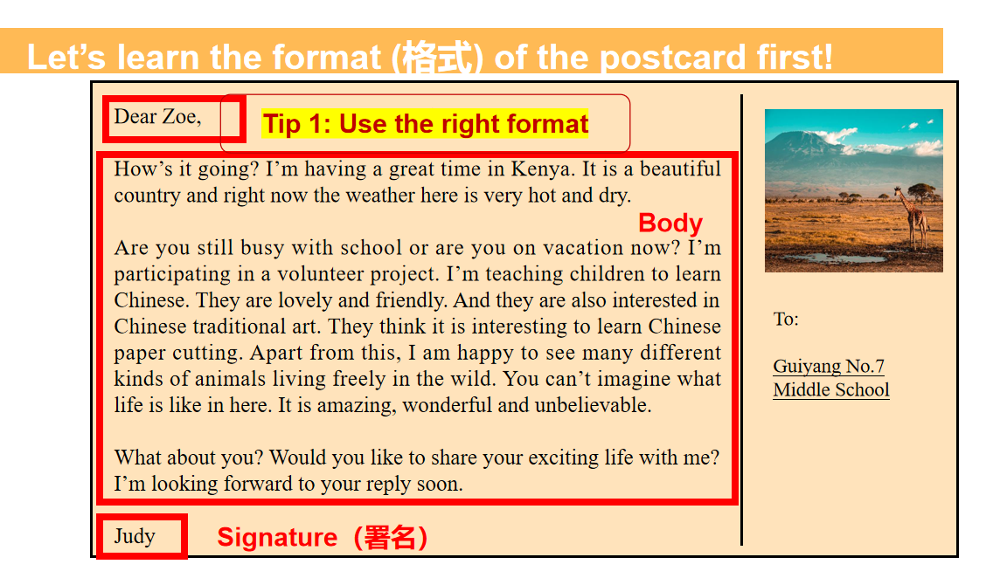 Let's learn the format (格式) of the postcard first!
Dear Zoe,
Tip 1: Use the right format
How's it going? I'm having a great time in Kenya. It is a beautiful
country and right now the weather here is very hot and dry.
Body
Are you still busy with school or are you on vacation now? I'm
participating in a volunteer project. I'm teaching children to learn
Chinese. They are lovely and friendly. And they are also interested in
Chinese traditional art. They think it is interesting to learn Chinese
paper cutting. Apart from this, I am happy to see many different
kinds of animals living freely in the wild. You can't imagine what
life is like in here. It is amazing, wonderful and unbelievable.
What about you? Would you like to share your exciting life with me?
I'm looking forward to your reply soon.
Judy
Signature（署名）
To:
Guiyang No.7
Middle School